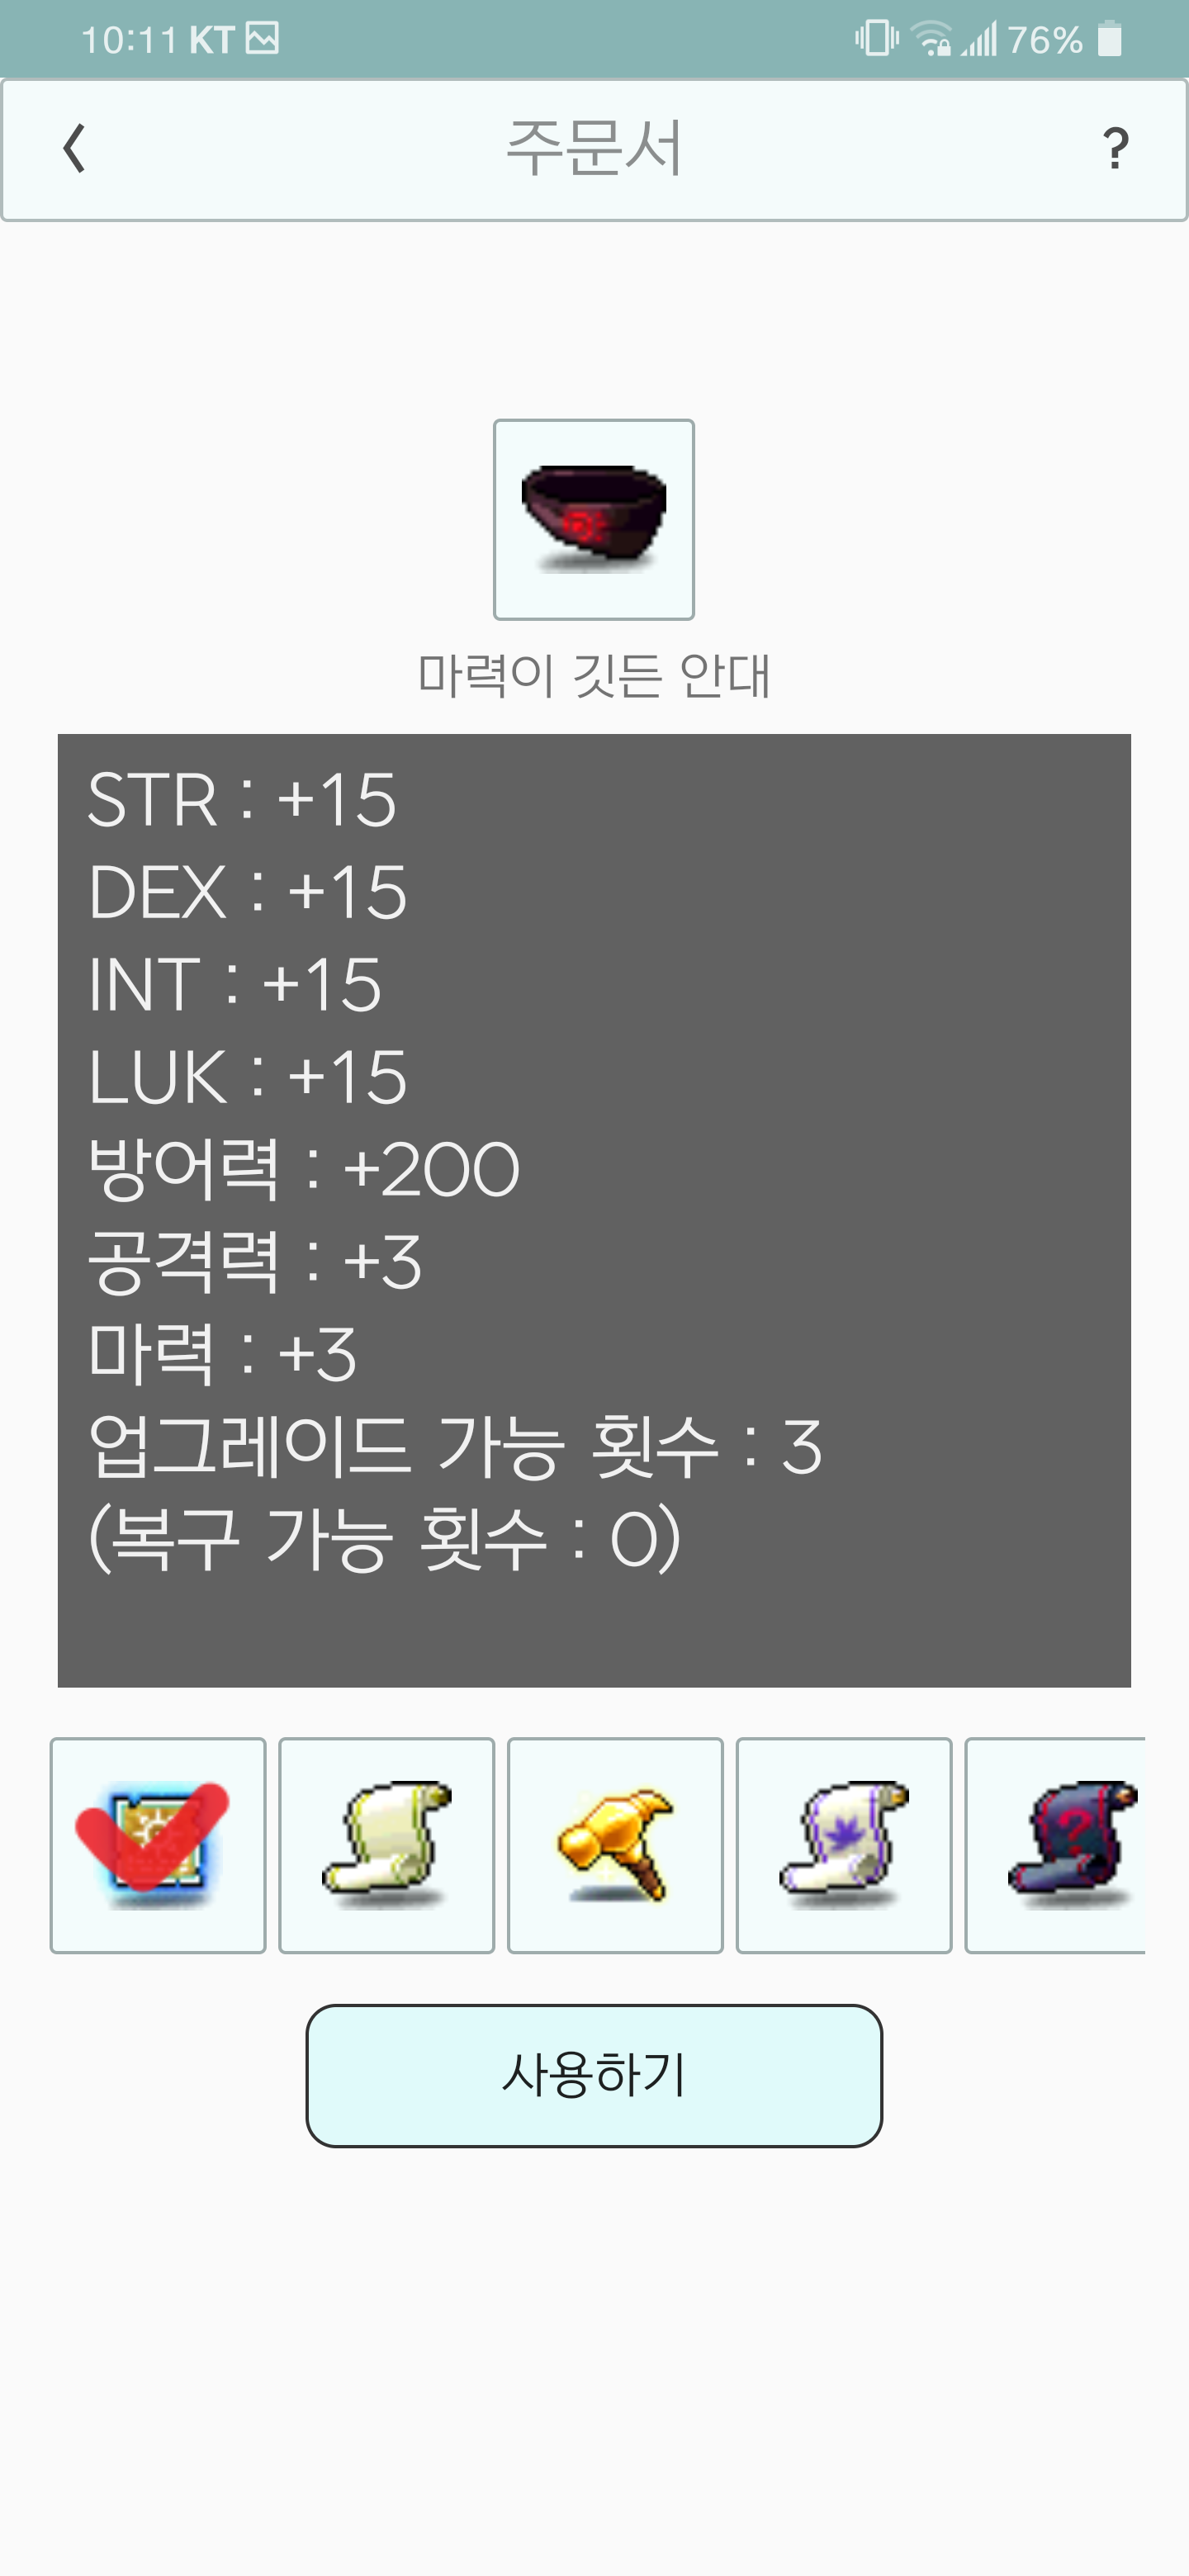 10:11 KT 76%
주문서 ?
마력이 깃든 안대
STR : +15
DEX : +15
INT : +15
LUK : +15
방어력 : +200
공격력 : +3
마력 : +3
업그레이드 가능 횟수 : 3
(복구 가능 횟수 : 0)
?
사용하기